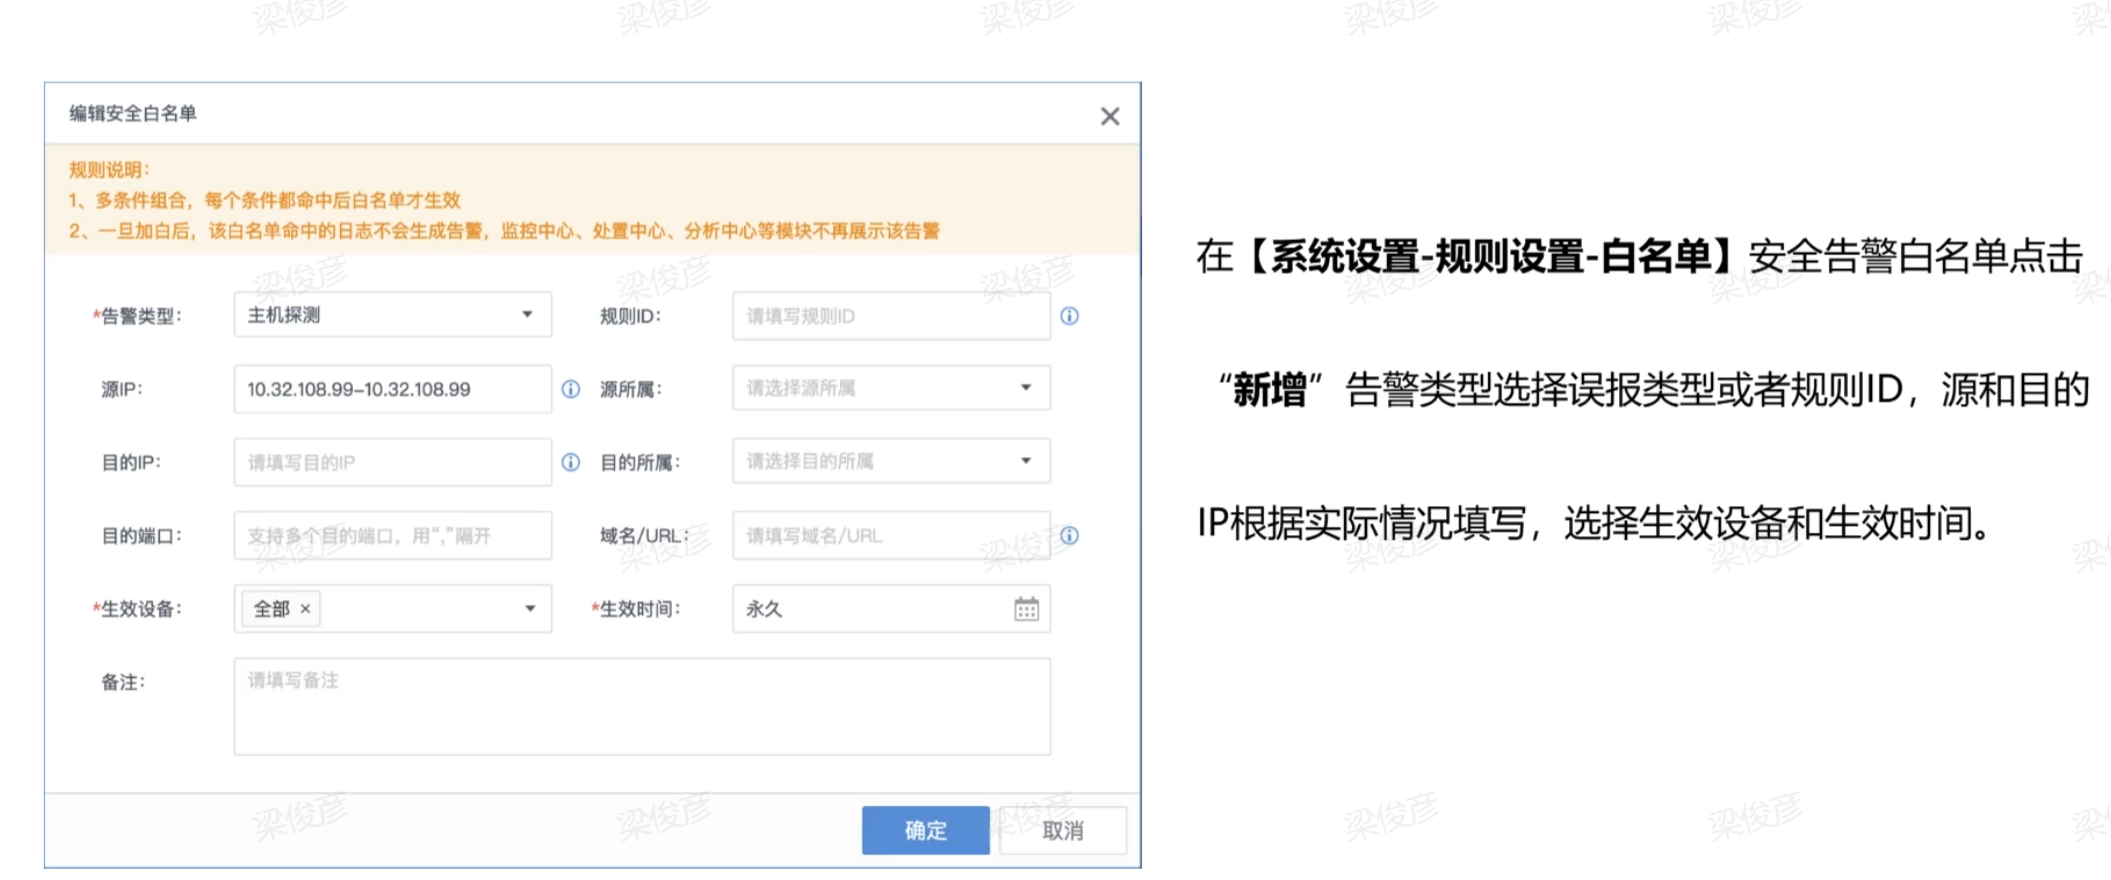 编辑安全白名单
规则说明：
1、多条件组合，每个条件都命中后白名单才生效
2、一旦加白后，该白名单命中的日志不会生成告警，监控中心、处置中心、分析中心等模块不再展示该告警
*告警类型： 主机探测 规则ID： 请填写规则ID
源IP： 10.32.108.99-10.32.108.99 源所属： 请选择源所属
目的IP： 请填写目的IP 目的所属： 请选择目的所属
目的端口： 支持多个目的端口，用“,”隔开 域名/URL： 请填写域名/URL
*生效设备： 全部 × *生效时间： 永久
备注： 请填写备注
确定 取消
在【系统设置-规则设置-白名单】安全告警白名单点击
“新增”告警类型选择误报类型或者规则ID，源和目的
IP根据实际情况填写，选择生效设备和生效时间。
梁俊彦